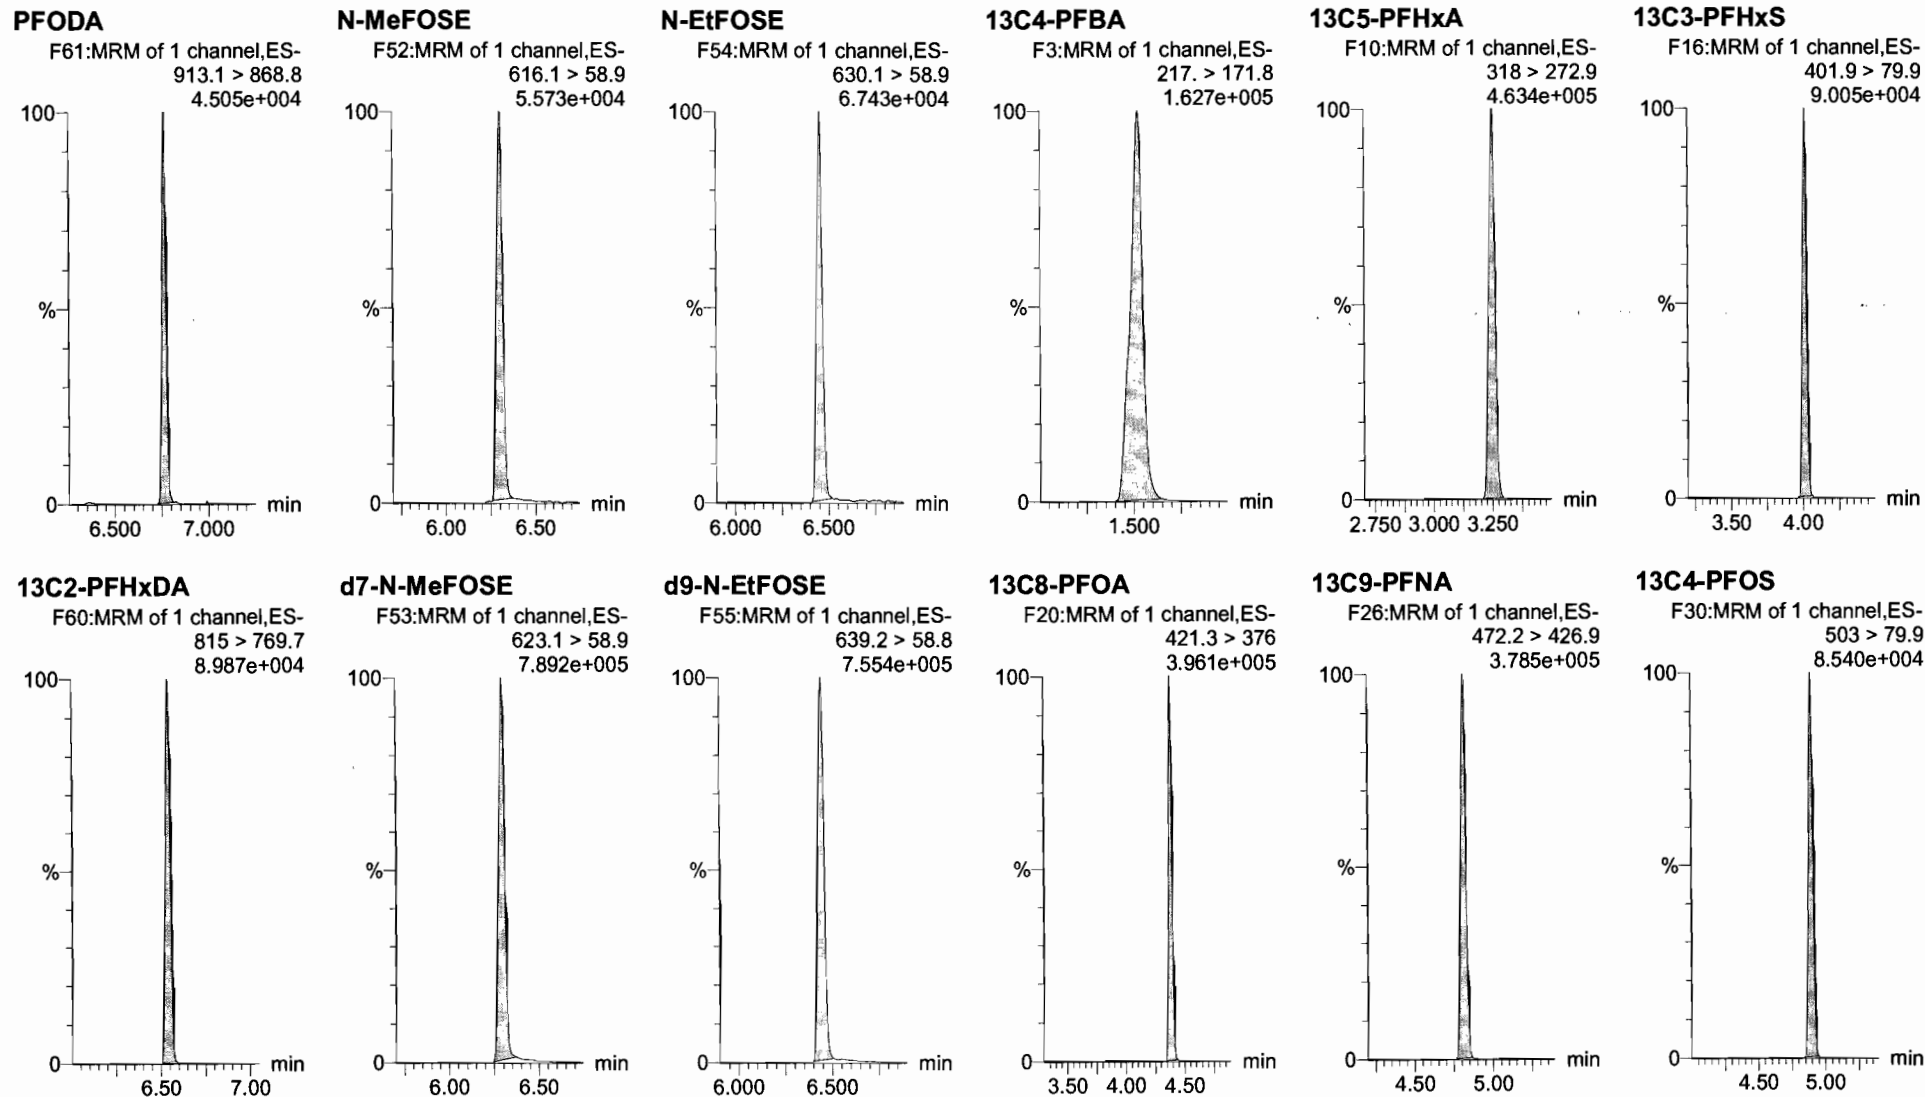 PFODA
F61:MRM of 1 channel,ES-
913.1 > 868.8
4.505e+004
100
%
0
6.500 7.000 min
N-MeFOSE
F52:MRM of 1 channel,ES-
616.1 > 58.9
5.573e+004
100
%
0
6.00 6.50 min
N-EtFOSE
F54:MRM of 1 channel,ES-
630.1 > 58.9
6.743e+004
100
%
0
6.000 6.500 min
13C4-PFBA
F3:MRM of 1 channel,ES-
217. > 171.8
1.627e+005
100
%
0
1.500 min
13C5-PFHxA
F10:MRM of 1 channel,ES-
318 > 272.9
4.634e+005
100
%
0
2.750 3.000 3.250 min
13C3-PFHxS
F16:MRM of 1 channel,ES-
401.9 > 79.9
9.005e+004
100
%
0
3.50 4.00 min
13C2-PFHxDA
F60:MRM of 1 channel,ES-
815 > 769.7
8.987e+004
100
%
0
6.50 7.00 min
d7-N-MeFOSE
F53:MRM of 1 channel,ES-
623.1 > 58.9
7.892e+005
100
%
0
6.00 6.50 min
d9-N-EtFOSE
F55:MRM of 1 channel,ES-
639.2 > 58.8
7.554e+005
100
%
0
6.000 6.500 min
13C8-PFOA
F20:MRM of 1 channel,ES-
421.3 > 376
3.961e+005
100
%
0
3.50 4.00 4.50 min
13C9-PFNA
F26:MRM of 1 channel,ES-
472.2 > 426.9
3.785e+005
100
%
0
4.50 5.00 min
13C4-PFOS
F30:MRM of 1 channel,ES-
503 > 79.9
8.540e+004
100
%
0
4.50 5.00 min